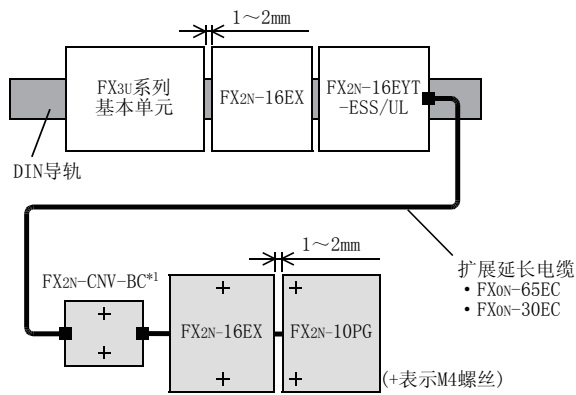 1～2mm
FX3U系列
基本单元
FX2N-16EX
FX2N-16EYT
-ESS/UL
DIN导轨
1～2mm
扩展延长电缆
・FX0N-65EC
・FX0N-30EC
FX2N-CNV-BC*1
FX2N-16EX
FX2N-10PG
(+表示M4螺丝)